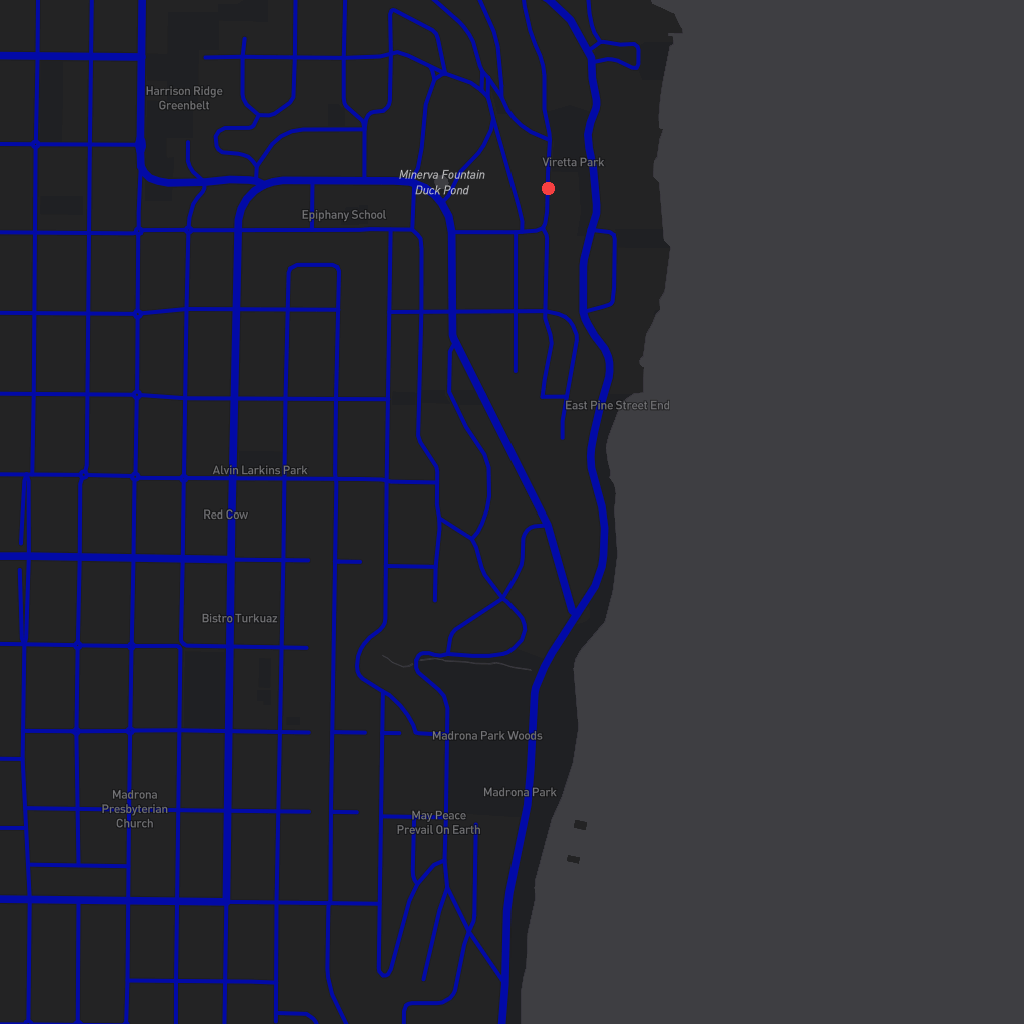 Harrison Ridge
Greenbelt
Viretta Park
Minerva Fountain
Duck Pond
Epiphany School
East Pine Street End
Alvin Larkins Park
Red Cow
Bistro Turkuaz
Madrona Park Woods
Madrona Park
Madrona
Presbyterian
Church
May Peace
Prevail On Earth